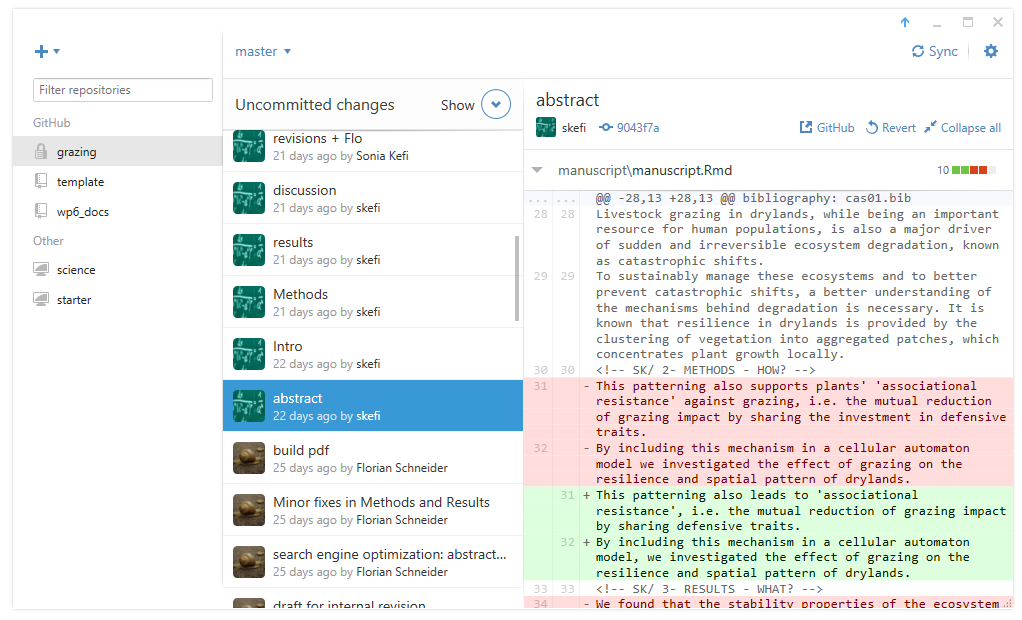 master
Sync
Filter repositories
GitHub
grazing
template
wp6_docs
Other
science
starter
Uncommitted changes
Show
revisions + Flo
21 days ago by Sonia Kefi
discussion
21 days ago by skefi
results
21 days ago by skefi
Methods
21 days ago by skefi
Intro
22 days ago by skefi
abstract
22 days ago by skefi
build pdf
25 days ago by Florian Schneider
Minor fixes in Methods and Results
25 days ago by Florian Schneider
search engine optimization: abstract...
25 days ago by Florian Schneider
draft for internal revision
abstract
skefi 9043f7a GitHub Revert Collapse all
manuscript\manuscript.Rmd 10
... ... @@ -28,13 +28,13 @@ bibliography: cas01.bib
28 28 Livestock grazing in drylands, while being an important
resource for human populations, is also a major driver
of sudden and irreversible ecosystem degradation, known
as catastrophic shifts.
29 29 To sustainably manage these ecosystems and to better
prevent catastrophic shifts, a better understanding of
the mechanisms behind degradation is necessary. It is
known that resilience in drylands is provided by the
clustering of vegetation into aggregated patches, which
concentrates plant growth locally.
30 30 <!-- SK/ 2- METHODS - HOW? -->
31 - This patterning also supports plants' 'associational
resistance' against grazing, i.e. the mutual reduction
of grazing impact by sharing the investment in defensive
traits.
32 - By including this mechanism in a cellular automaton
model we investigated the effect of grazing on the
resilience and spatial pattern of drylands.
31 + This patterning also leads to 'associational
resistance', i.e. the mutual reduction of grazing impact
by sharing defensive traits.
32 + By including this mechanism in a cellular automaton
model, we investigated the effect of grazing on the
resilience and spatial pattern of drylands.
33 33 <!-- SK/ 3- RESULTS - WHAT? -->
34 - We found that the stability properties of the ecosystem